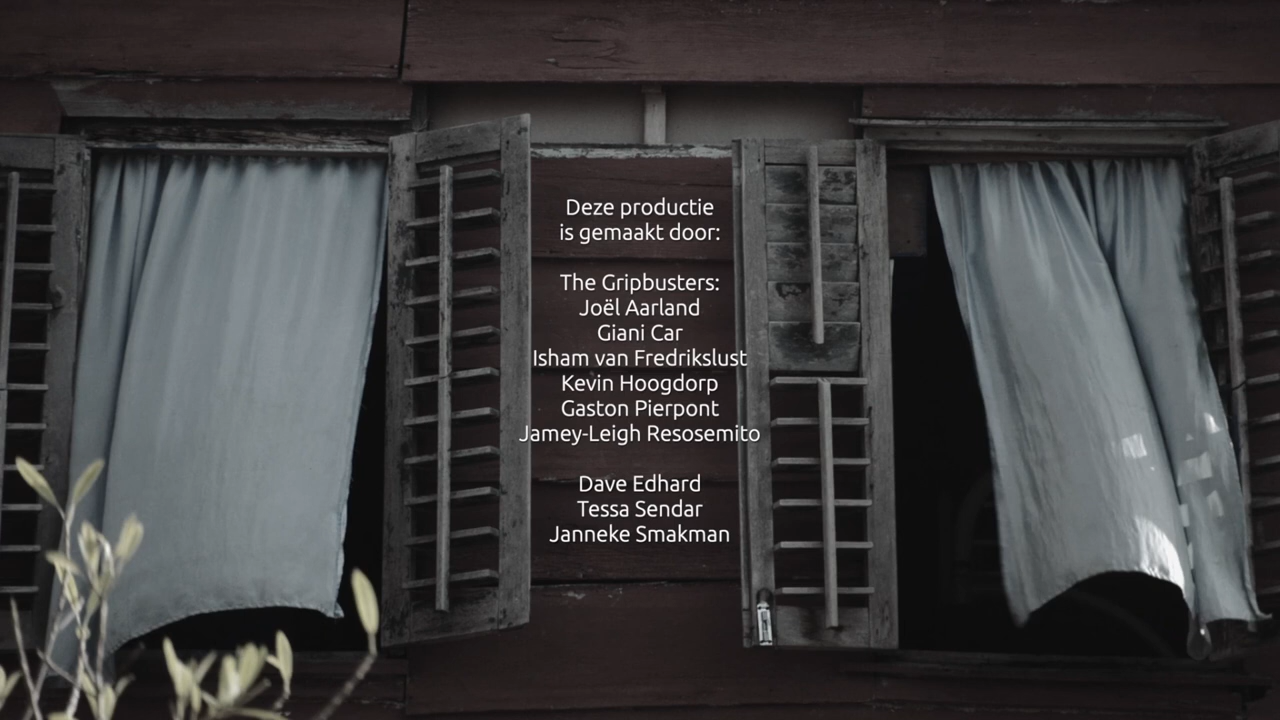 Deze productie
is gemaakt door:
The Gripbusters:
Joël Aarland
Giani Car
Isham van Fredrikslust
Kevin Hoogdorp
Gaston Pierpont
Jamey-Leigh Resosemito
Dave Edhard
Tessa Sendar
Janneke Smakman